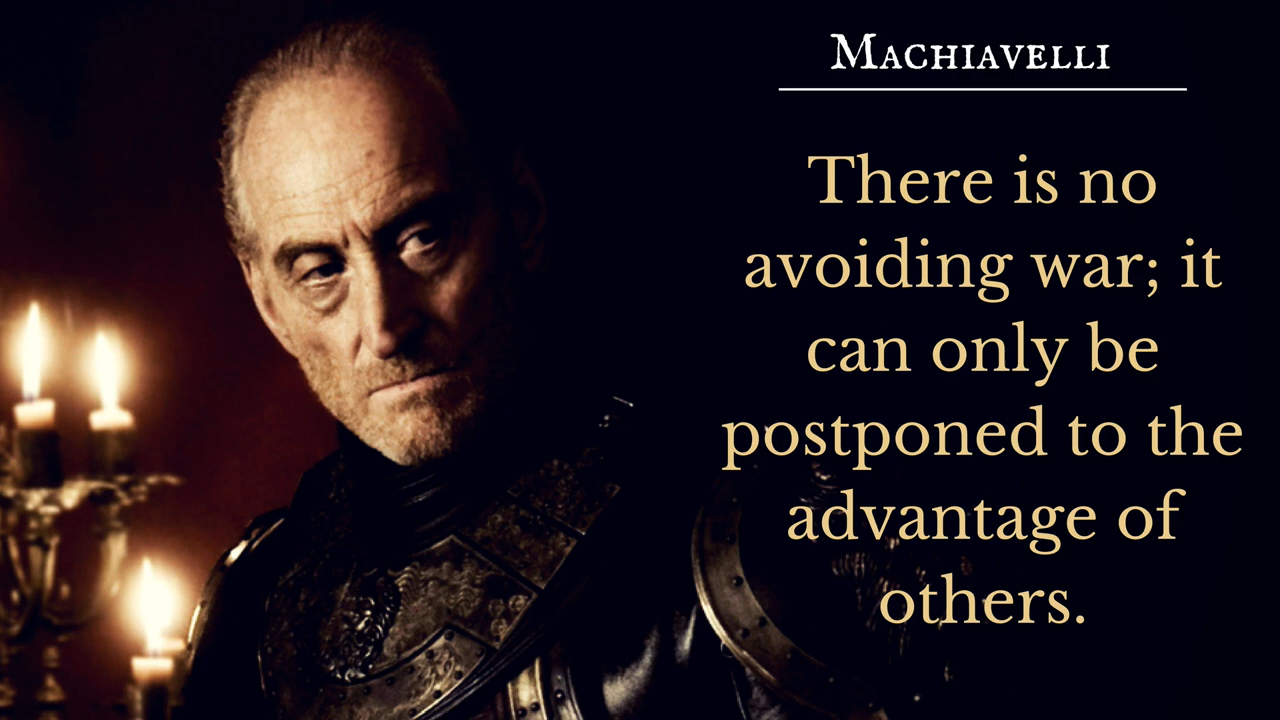 Machiavelli
There is no
avoiding war; it
can only be
postponed to the
advantage of
others.